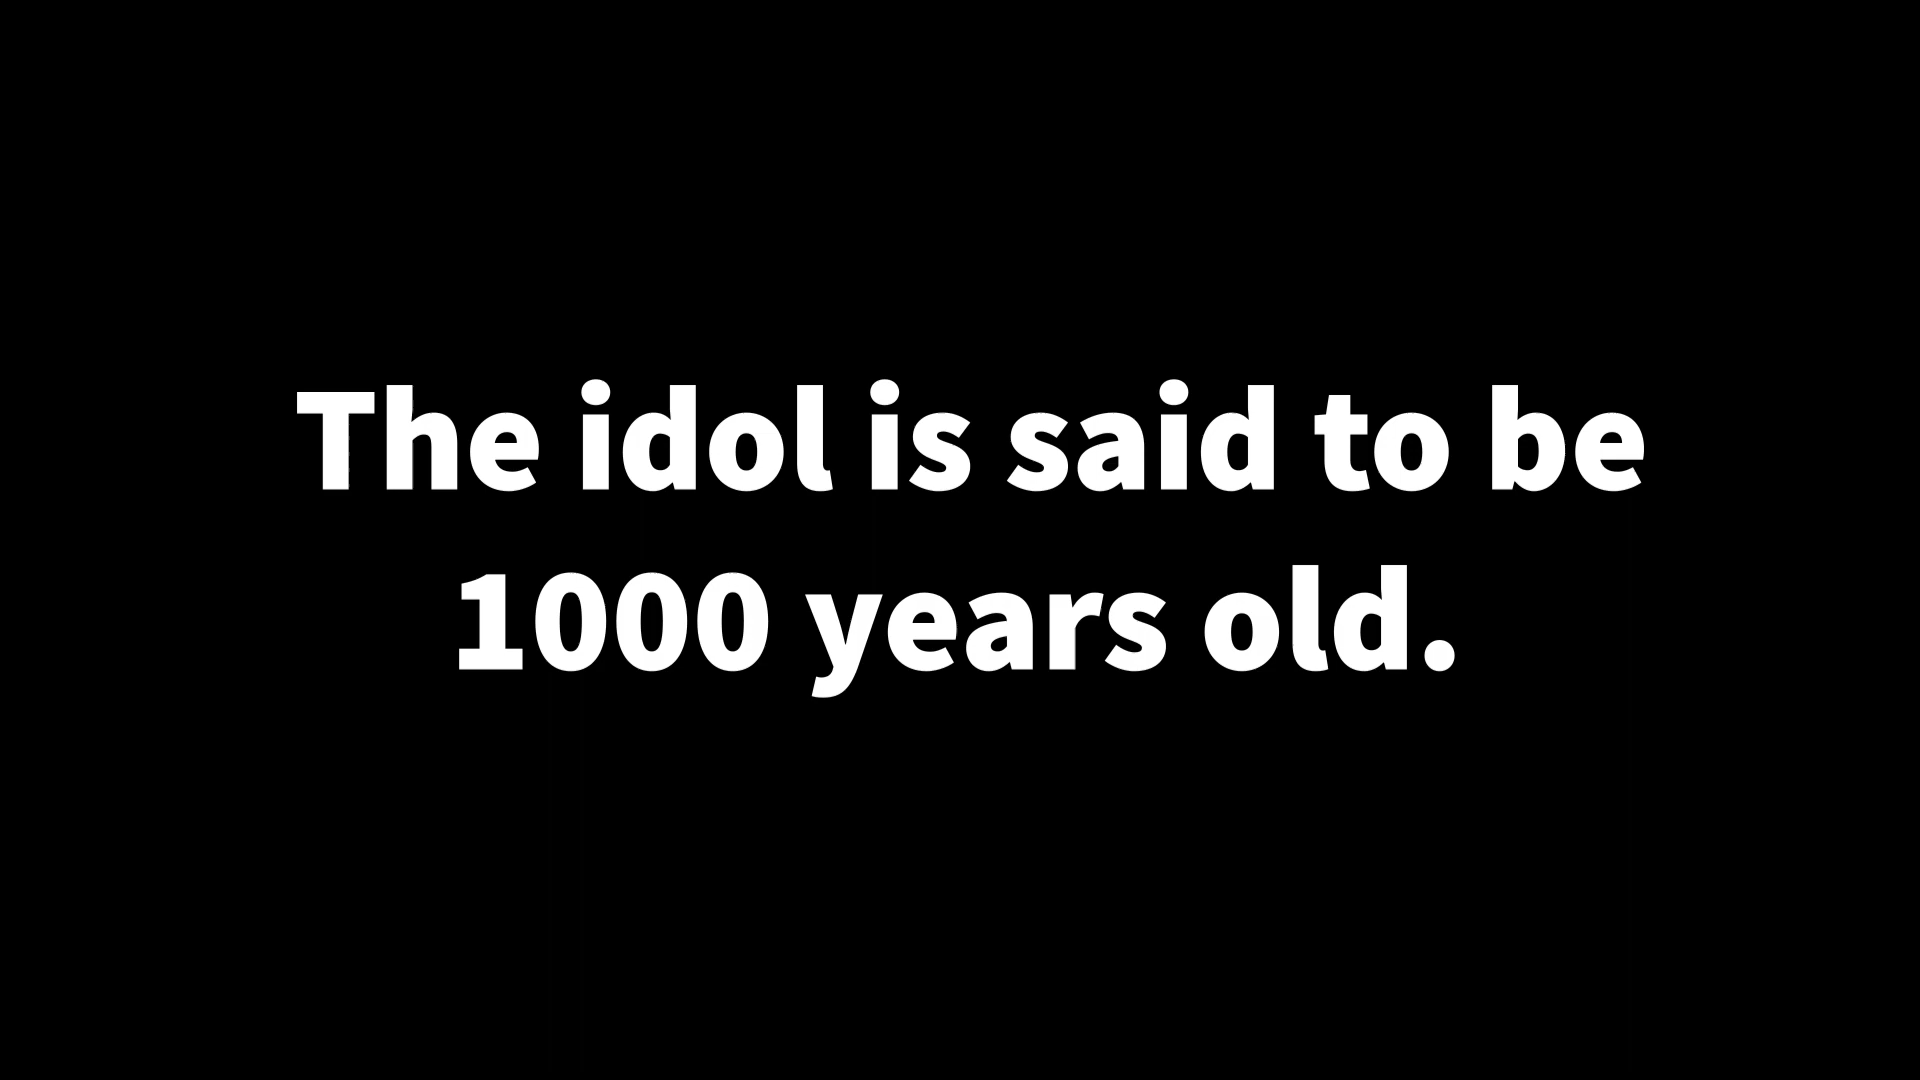 The idol is said to be
1000 years old.